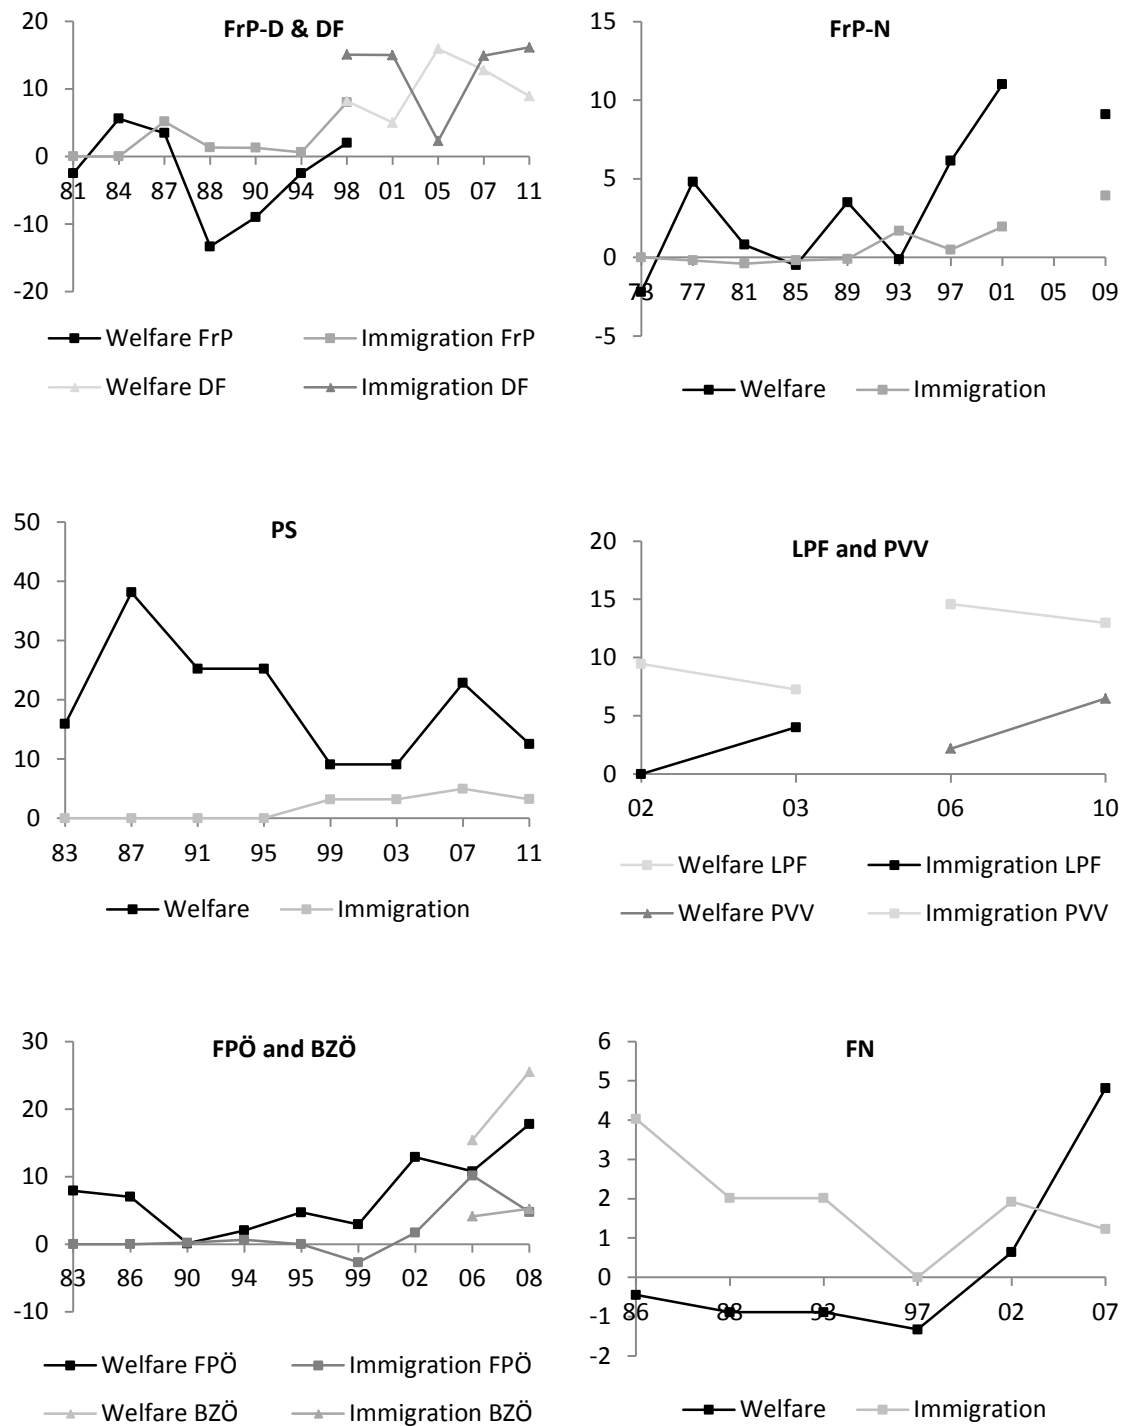 FrP-D & DF
20
10
0
-10
-20
81 84 87 88 90 94 98 01 05 07 11
Welfare FrP Immigration FrP
Welfare DF Immigration DF
FrP-N
15
10
5
0
-5
73 77 81 85 89 93 97 01 05 09
Welfare Immigration
PS
50
40
30
20
10
0
83 87 91 95 99 03 07 11
Welfare Immigration
LPF and PVV
20
15
10
5
0
02 03 06 10
Welfare LPF Immigration LPF
Welfare PVV Immigration PVV
FPÖ and BZÖ
30
20
10
0
-10
83 86 90 94 95 99 02 06 08
Welfare FPÖ Immigration FPÖ
Welfare BZÖ Immigration BZÖ
FN
6
5
4
3
2
1
0
-1
-2
86 88 93 97 02 07
Welfare Immigration